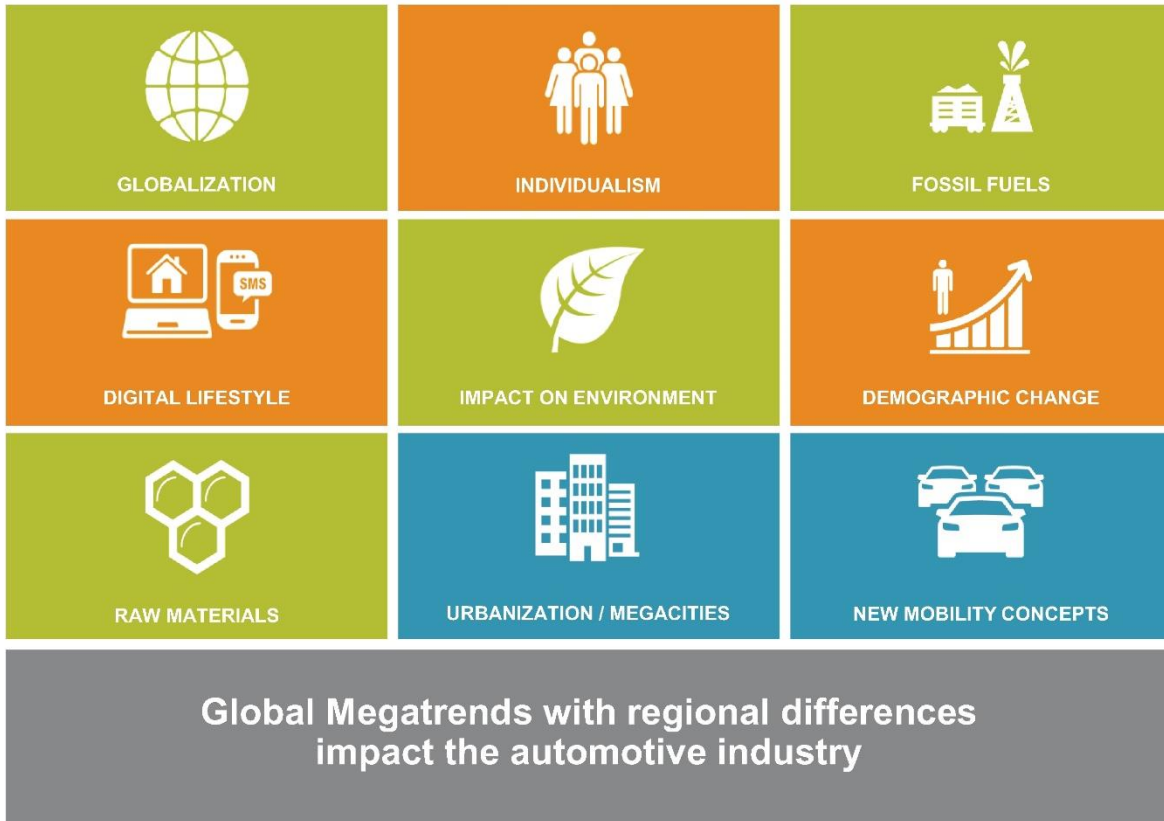 GLOBALIZATION
INDIVIDUALISM
FOSSIL FUELS
SMS
DIGITAL LIFESTYLE
IMPACT ON ENVIRONMENT
DEMOGRAPHIC CHANGE
RAW MATERIALS
URBANIZATION / MEGACITIES
NEW MOBILITY CONCEPTS
Global Megatrends with regional differences
impact the automotive industry